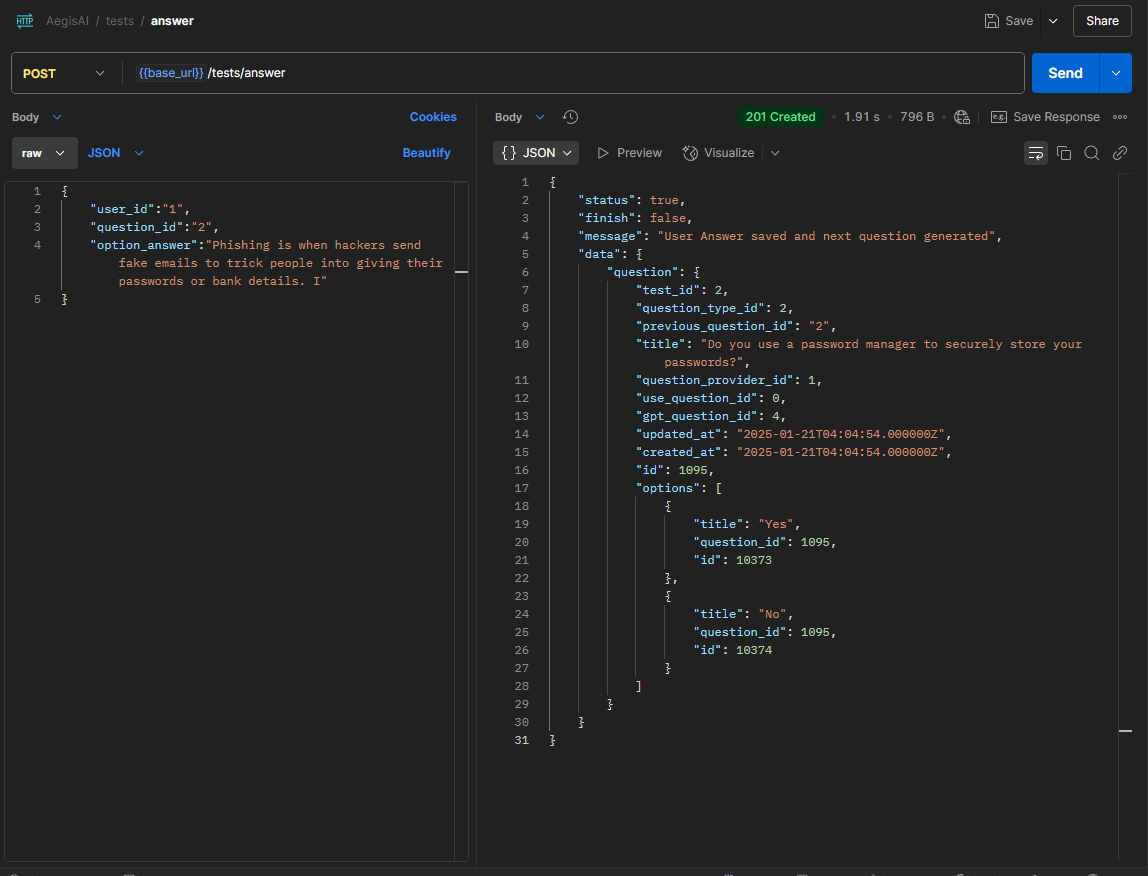 HTTP AegisAI / tests / answer Save Share
POST {{base_url}} /tests/answer Send
Body Cookies
raw JSON Beautify
1 {
2 "user_id":"1",
3 "question_id":"2",
4 "option_answer":"Phishing is when hackers send
fake emails to trick people into giving their
passwords or bank details. I"
5 }
Body 201 Created • 1.91 s • 796 B • e.g. Save Response
{} JSON Preview Visualize
1 {
2 "status": true,
3 "finish": false,
4 "message": "User Answer saved and next question generated",
5 "data": {
6 "question": {
7 "test_id": 2,
8 "question_type_id": 2,
9 "previous_question_id": "2",
10 "title": "Do you use a password manager to securely store your
passwords?",
11 "question_provider_id": 1,
12 "use_question_id": 0,
13 "gpt_question_id": 4,
14 "updated_at": "2025-01-21T04:04:54.000000Z",
15 "created_at": "2025-01-21T04:04:54.000000Z",
16 "id": 1095,
17 "options": [
18 {
19 "title": "Yes",
20 "question_id": 1095,
21 "id": 10373
22 },
23 {
24 "title": "No",
25 "question_id": 1095,
26 "id": 10374
27 }
28 ]
29 }
30 }
31 }